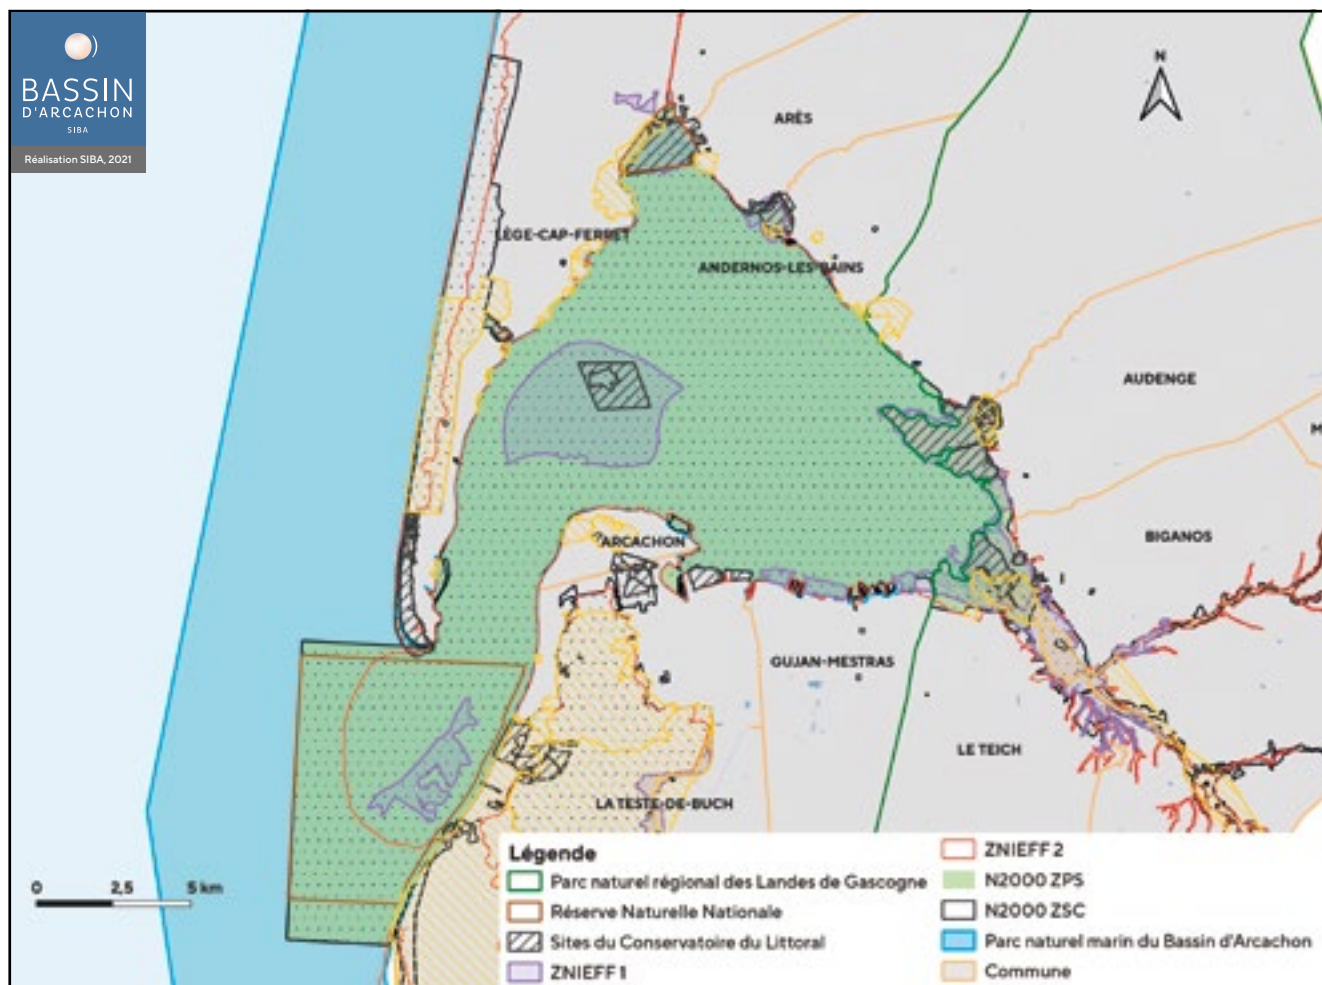 BASSIN
D'ARCACHON
SIBA
Réalisation SIBA, 2021
N
ARÈS
LÈGE-CAP-FERRET
ANDERNOS-LES-BAINS
AUDENGE
M
ARCACHON
BIGANOS
GUJAN-MESTRAS
LE TEICH
LA TESTE-DE-BUCH
0 2,5 5 km
Légende
Parc naturel régional des Landes de Gascogne
Réserve Naturelle Nationale
Sites du Conservatoire du Littoral
ZNIEFF 1
ZNIEFF 2
N2000 ZPS
N2000 ZSC
Parc naturel marin du Bassin d'Arcachon
Commune